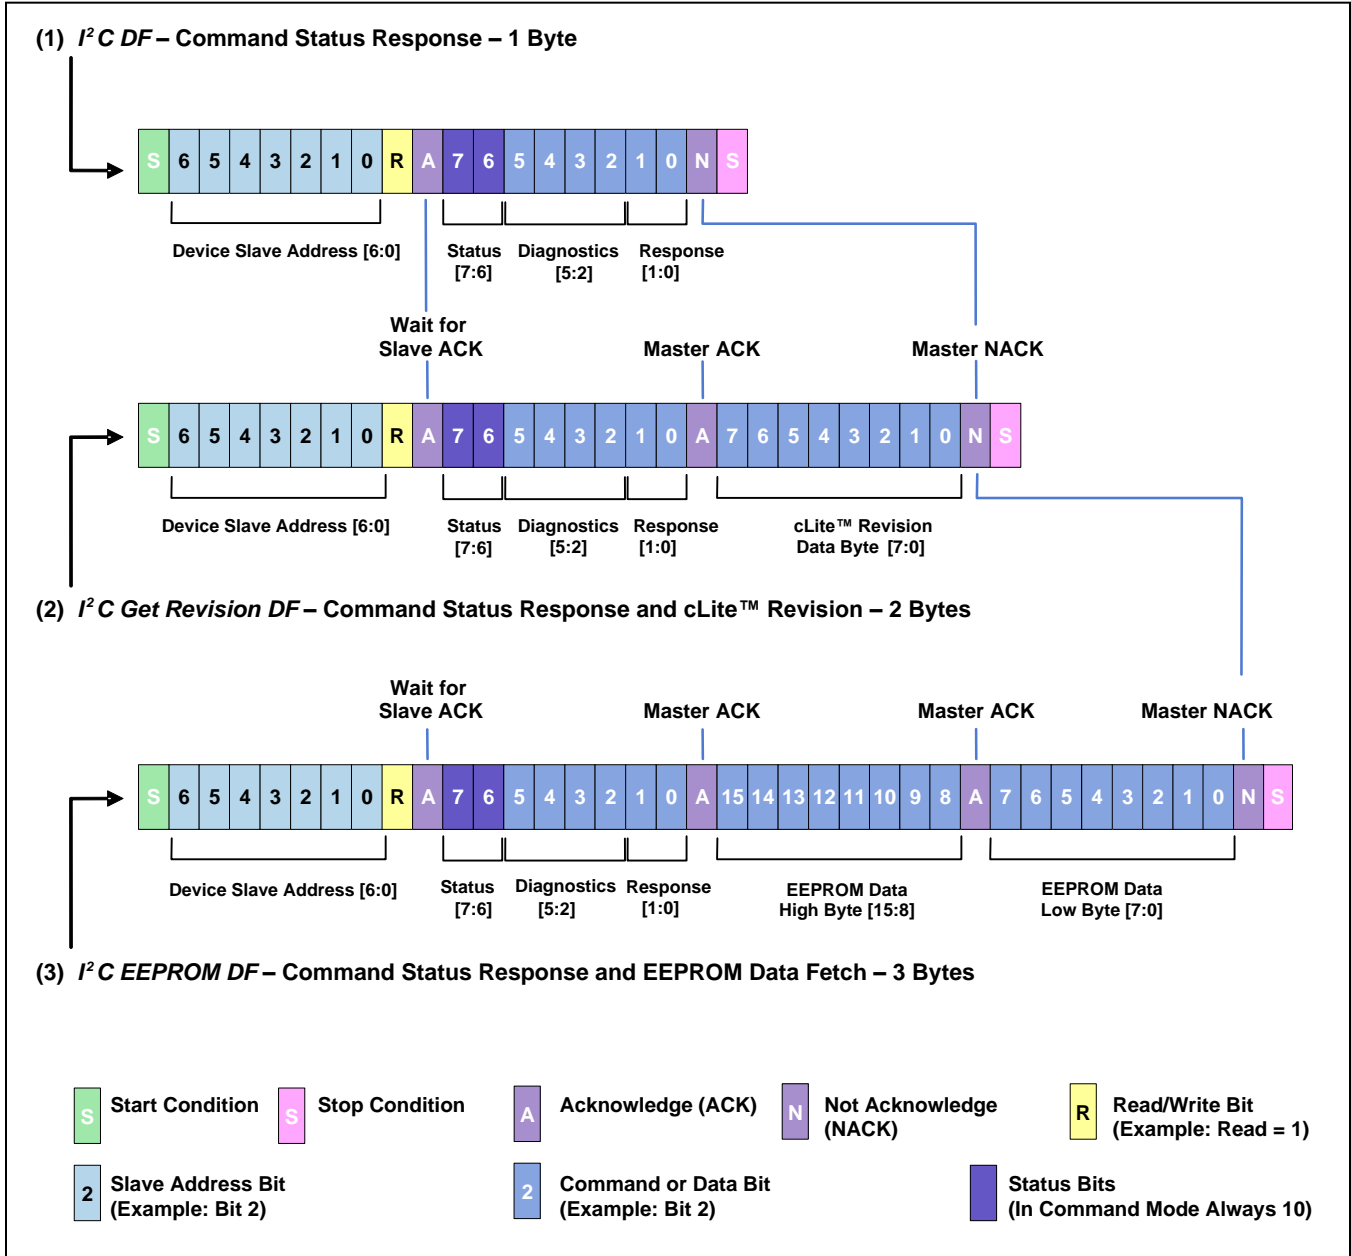 (1) I² C DF – Command Status Response – 1 Byte
S 6 5 4 3 2 1 0 R A 7 6 5 4 3 2 1 0 N S
Device Slave Address [6:0] Status Diagnostics Response
[7:6] [5:2] [1:0]
Wait for
Slave ACK Master ACK Master NACK
S 6 5 4 3 2 1 0 R A 7 6 5 4 3 2 1 0 A 7 6 5 4 3 2 1 0 N S
Device Slave Address [6:0] Status Diagnostics Response cLite™ Revision
[7:6] [5:2] [1:0] Data Byte [7:0]
(2) I² C Get Revision DF – Command Status Response and cLite™ Revision – 2 Bytes
Wait for
Slave ACK Master ACK Master ACK Master NACK
S 6 5 4 3 2 1 0 R A 7 6 5 4 3 2 1 0 A 15 14 13 12 11 10 9 8 A 7 6 5 4 3 2 1 0 N S
Device Slave Address [6:0] Status Diagnostics Response EEPROM Data EEPROM Data
[7:6] [5:2] [1:0] High Byte [15:8] Low Byte [7:0]
(3) I² C EEPROM DF – Command Status Response and EEPROM Data Fetch – 3 Bytes
S Start Condition S Stop Condition A Acknowledge (ACK) N Not Acknowledge R Read/Write Bit
(NACK) (Example: Read = 1)
2 Slave Address Bit 2 Command or Data Bit Status Bits
(Example: Bit 2) (Example: Bit 2) (In Command Mode Always 10)